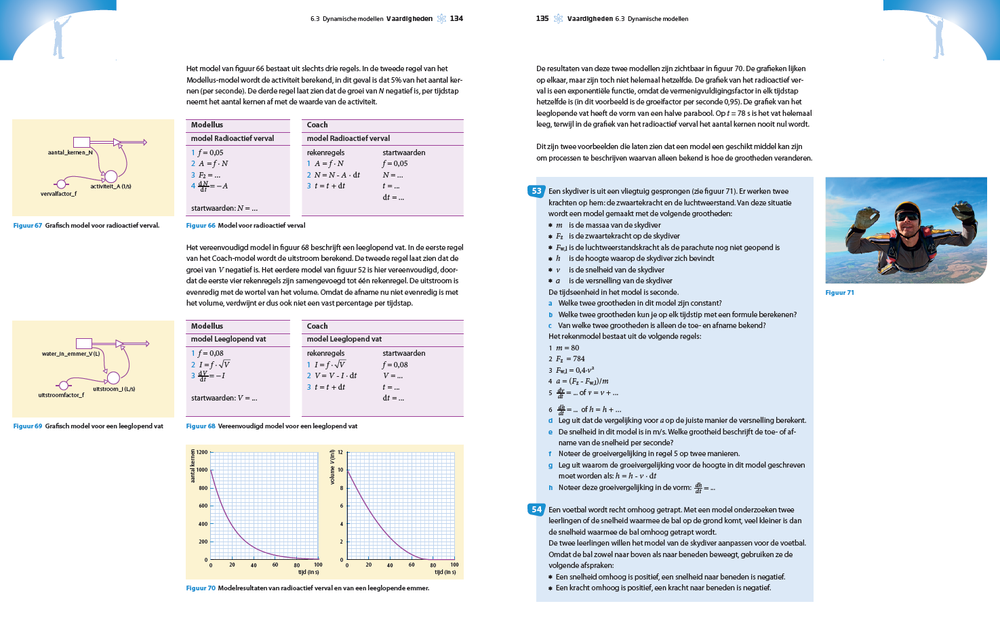 6.3 Dynamische modellen Vaardigheden 134
Het model van figuur 66 bestaat uit slechts drie regels. In de tweede regel van het
Modellus-model wordt de activiteit berekend, in dit geval is dat 5% van het aantal ker-
nen (per seconde). De derde regel laat zien dat de groei van N negatief is, per tijdstap
neemt het aantal kernen af met de waarde van de activiteit.
aantal_kernen_N
activiteit_A (1/s)
vervalfactor_f
Figuur 67 Grafisch model voor radioactief verval.
Modellus
model Radioactief verval
1 f = 0,05
2 A = f · N
3 F₂ = ...
4 dN/dt = −A
startwaarden: N = ...
Coach
model Radioactief verval
rekenregels startwaarden
1 A = f · N f = 0,05
2 N = N - A · dt N = ...
3 t = t + dt t = ...
dt = ...
Figuur 66 Model voor radioactief verval
Het vereenvoudigd model in figuur 68 beschrijft een leeglopend vat. In de eerste regel
van het Coach-model wordt de uitstroom berekend. De tweede regel laat zien dat de
groei van V negatief is. Het eerdere model van figuur 52 is hier vereenvoudigd, door-
dat de eerste vier rekenregels zijn samengevoegd tot één rekenregel. De uitstroom is
evenredig met de wortel van het volume. Omdat de afname nu niet evenredig is met
het volume, verdwijnt er dus ook niet een vast percentage per tijdstap.
water_in_emmer_V (L)
uitstroom_I (L/s)
uitstroomfactor_f
Figuur 69 Grafisch model voor een leeglopend vat
Modellus
model Leeglopend vat
1 f = 0,08
2 I = f · √V
3 dV/dt = −I
startwaarden: V = ...
Coach
model Leeglopend vat
rekenregels startwaarden
1 I = f · √V f = 0,08
2 V = V - I · dt V = ...
3 t = t + dt t = ...
dt = ...
Figuur 68 Vereenvoudigd model voor een leeglopend vat
aantal kernen
1200
1000
800
600
400
200
0
0 20 40 60 80 100
tijd (in s)
volume V (in l)
12
10
8
6
4
2
0
0 20 40 60 80 100
tijd (in s)
Figuur 70 Modelresultaten van radioactief verval en van een leeglopende emmer.
135 Vaardigheden 6.3 Dynamische modellen
De resultaten van deze twee modellen zijn zichtbaar in figuur 70. De grafieken lijken
op elkaar, maar zijn toch niet helemaal hetzelfde. De grafiek van het radioactief ver-
val is een exponentiële functie, omdat de vermenigvuldigingsfactor in elk tijdstap
hetzelfde is (in dit voorbeeld is de groeifactor per seconde 0,95). De grafiek van het
leeglopende vat heeft de vorm van een halve parabool. Op t = 78 s is het vat helemaal
leeg, terwijl in de grafiek van het radioactief verval het aantal kernen nooit nul wordt.
Dit zijn twee voorbeelden die laten zien dat een model een geschikt middel kan zijn
om processen te beschrijven waarvan alleen bekend is hoe de grootheden veranderen.
53 Een skydiver is uit een vliegtuig gesprongen (zie figuur 71). Er werken twee
krachten op hem: de zwaartekracht en de luchtweerstand. Van deze situatie
wordt een model gemaakt met de volgende grootheden:
* m is de massaa van de skydiver
* Fz is de zwaartekracht op de skydiver
* Fw,l is de luchtweerstandskracht als de parachute nog niet geopend is
* h is de hoogte waarop de skydiver zich bevindt
* v is de snelheid van de skydiver
* a is de versnelling van de skydiver
De tijdseenheid in het model is seconde.
a Welke twee grootheden in dit model zijn constant?
b Welke twee grootheden kun je op elk tijdstip met een formule berekenen?
c Van welke twee grootheden is alleen de toe- en afname bekend?
Het rekenmodel bestaat uit de volgende regels:
1 m = 80
2 Fz = 784
3 Fw,l = 0,4·v²
4 a = (Fz - Fw,l)/m
5 dv/dt = ... of v = v + ...
6 dh/dt = ... of h = h + ...
d Leg uit dat de vergelijking voor a op de juiste manier de versnelling berekent.
e De snelheid in dit model is in m/s. Welke grootheid beschrijft de toe- of af-
name van de snelheid per seconde?
f Noteer de groeivergelijking in regel 5 op twee manieren.
g Leg uit waarom de groeivergelijking voor de hoogte in dit model geschreven
moet worden als: h = h - v · dt
h Noteer deze groeivergelijking in de vorm: dh/dt = ...
Figuur 71
54 Een voetbal wordt recht omhoog getrapt. Met een model onderzoeken twee
leerlingen of de snelheid waarmee de bal op de grond komt, veel kleiner is dan
de snelheid waarmee de bal omhoog getrapt wordt.
De twee leerlingen willen het model van de skydiver aanpassen voor de voetbal.
Omdat de bal zowel naar boven als naar beneden beweegt, gebruiken ze de
volgende afspraken:
* Een snelheid omhoog is positief, een snelheid naar beneden is negatief.
* Een kracht omhoog is positief, een kracht naar beneden is negatief.